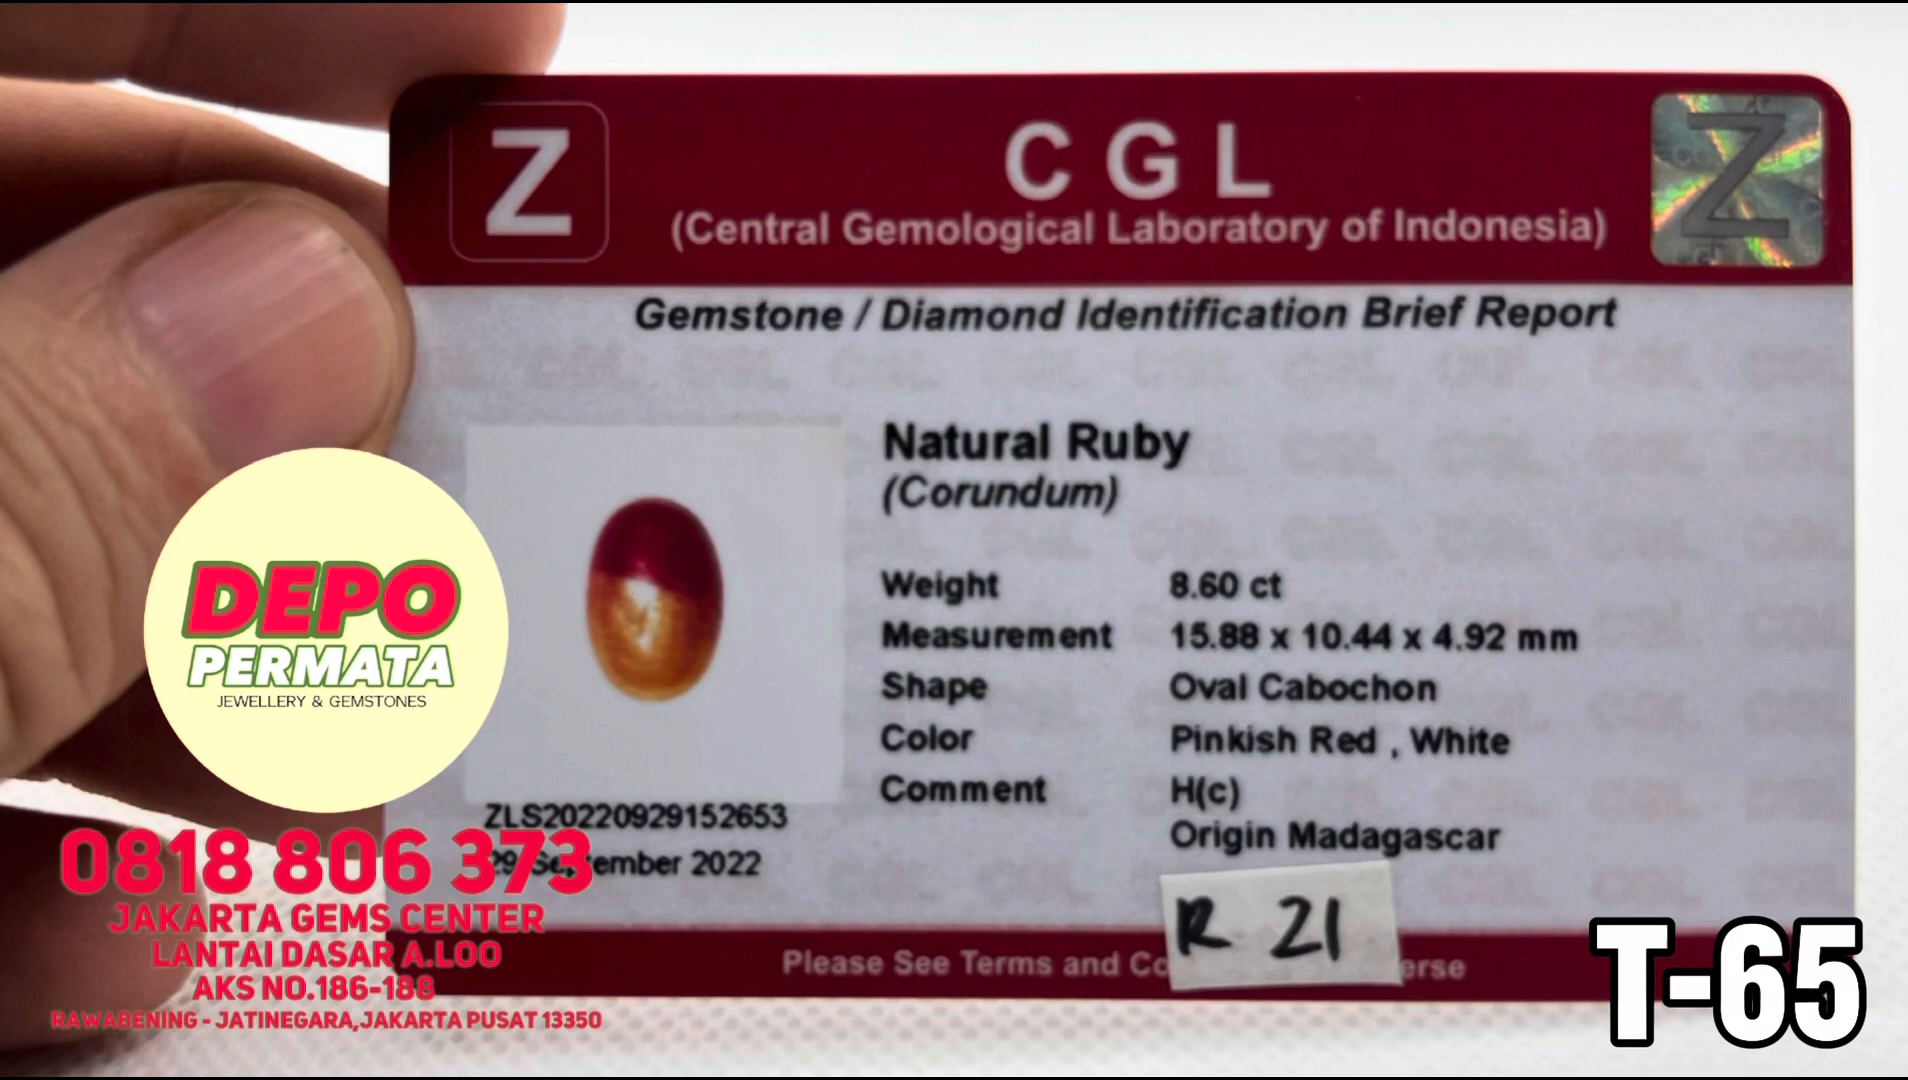 Z
C G L
(Central Gemological Laboratory of Indonesia)
Z
Gemstone / Diamond Identification Brief Report
Natural Ruby
(Corundum)
Weight 8.60 ct
Measurement 15.88 x 10.44 x 4.92 mm
Shape Oval Cabochon
Color Pinkish Red , White
Comment H(c)
Origin Madagascar
ZLS20220929152653
29 September 2022
R 21
Please See Terms and Co erse
DEPO
PERMATA
JEWELLERY & GEMSTONES
0818 806 373
JAKARTA GEMS CENTER
LANTAI DASAR A.LOO
AKS NO.186-188
RAWABENING - JATINEGARA,JAKARTA PUSAT 13350
T-65